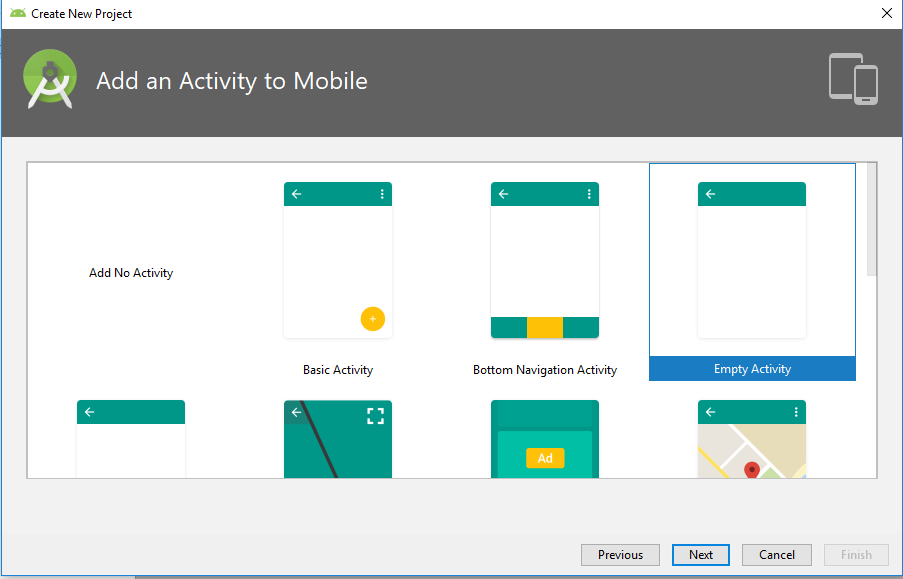 Create New Project
Add an Activity to Mobile
Add No Activity
Basic Activity
Bottom Navigation Activity
Empty Activity
Ad
Previous
Next
Cancel
Finish